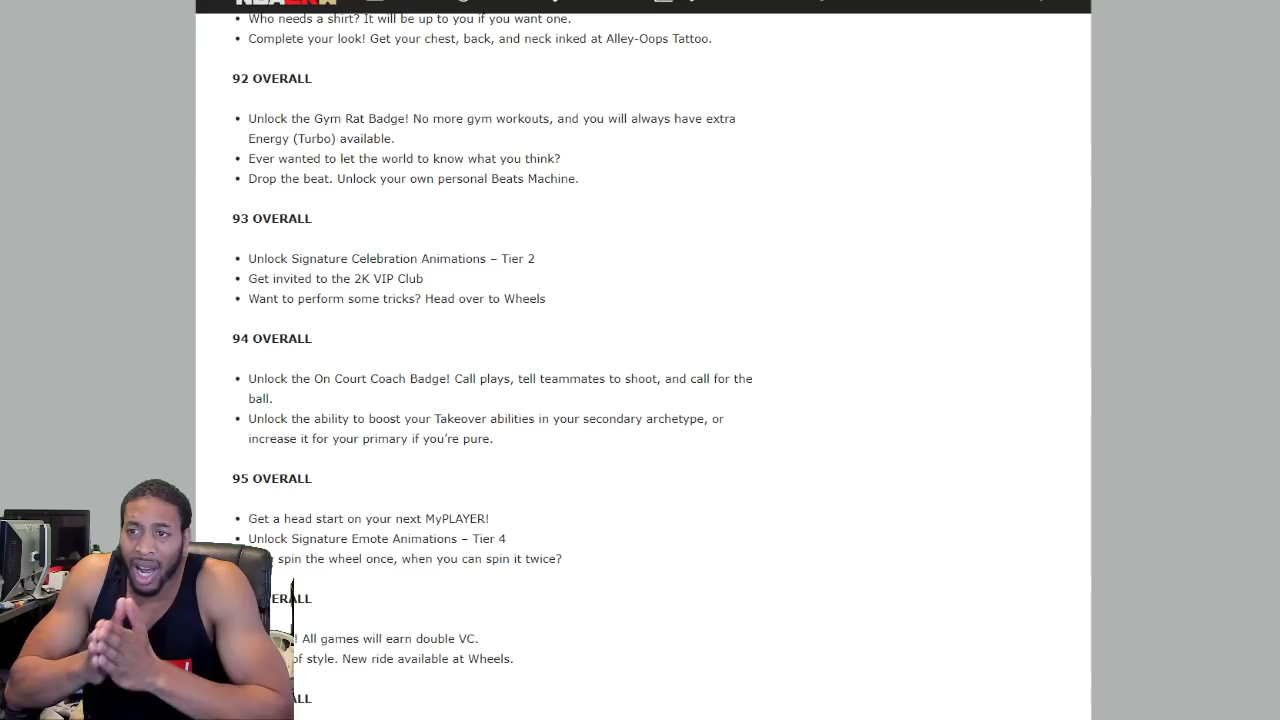 • Who needs a shirt? It will be up to you if you want one.
• Complete your look! Get your chest, back, and neck inked at Alley-Oops Tattoo.
92 OVERALL
• Unlock the Gym Rat Badge! No more gym workouts, and you will always have extra
Energy (Turbo) available.
• Ever wanted to let the world to know what you think?
• Drop the beat. Unlock your own personal Beats Machine.
93 OVERALL
• Unlock Signature Celebration Animations – Tier 2
• Get invited to the 2K VIP Club
• Want to perform some tricks? Head over to Wheels
94 OVERALL
• Unlock the On Court Coach Badge! Call plays, tell teammates to shoot, and call for the
ball.
• Unlock the ability to boost your Takeover abilities in your secondary archetype, or
increase it for your primary if you're pure.
95 OVERALL
• Get a head start on your next MyPLAYER!
• Unlock Signature Emote Animations – Tier 4
spin the wheel once, when you can spin it twice?
! All games will earn double VC.
of style. New ride available at Wheels.